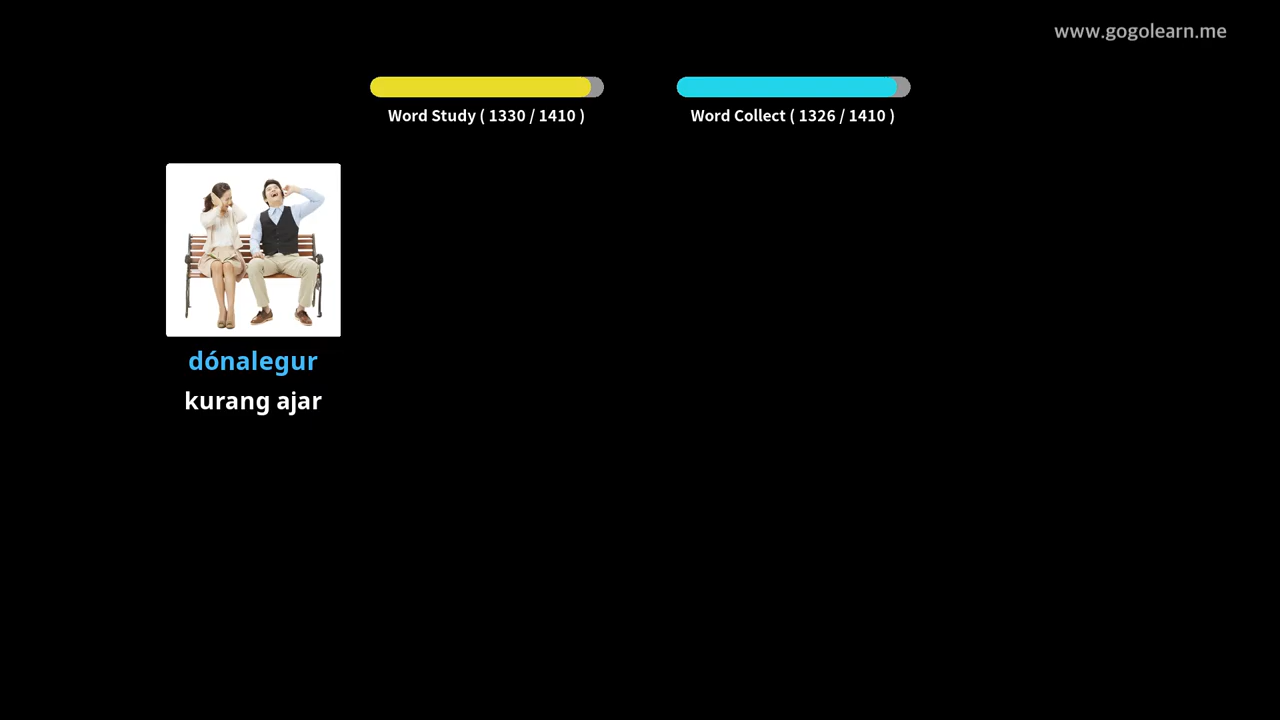 www.gogolearn.me
Word Study ( 1330 / 1410 )
Word Collect ( 1326 / 1410 )
dónalegur
kurang ajar